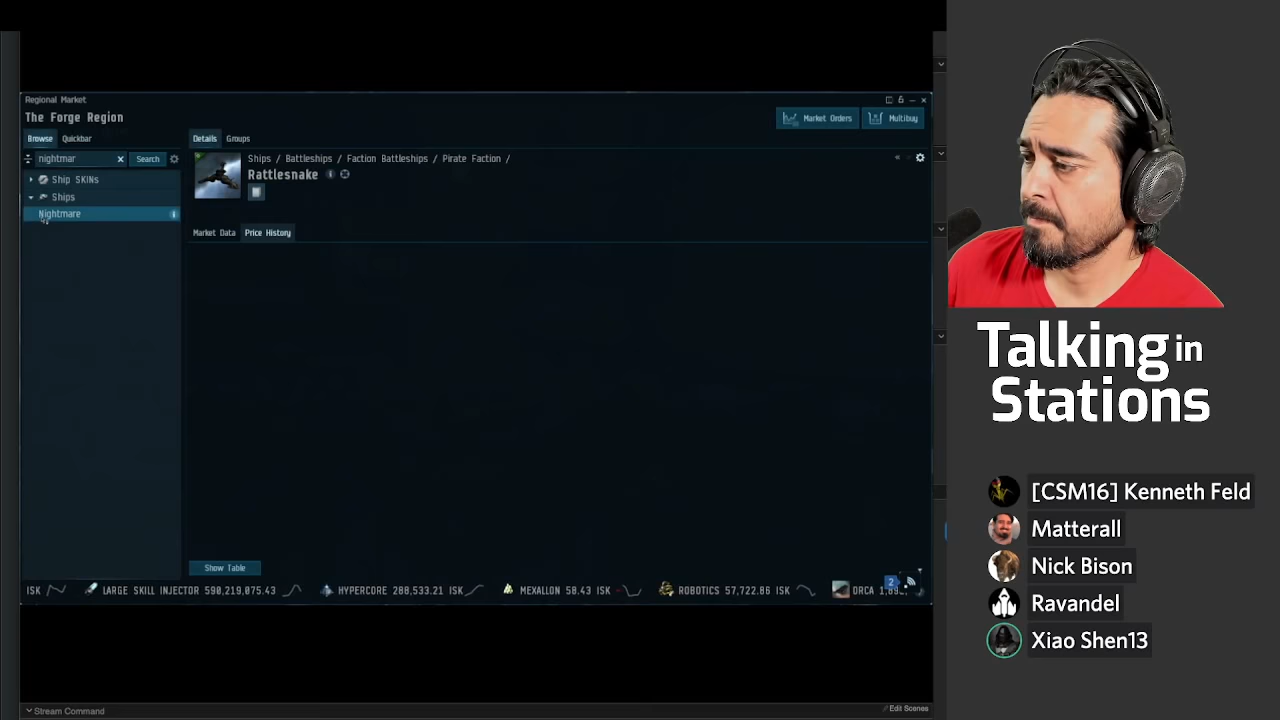 Regional Market
The Forge Region
Market Orders
Multibuy
Browse
Quickbar
Details
Groups
nightmar
Search
Ships / Battleships / Faction Battleships / Pirate Faction /
Rattlesnake
Ship SKINs
Ships
Nightmare
Market Data
Price History
Show Table
ISK
LARGE SKILL INJECTOR 590,219,075.43
HYPERCORE 288,533.21 ISK
MEXALLON 58.43 ISK
ROBOTICS 57,722.86 ISK
ORCA
2
Stream Command
Edit Scenes
Talking in
Stations
[CSM16] Kenneth Feld
Matterall
Nick Bison
Ravandel
Xiao Shen13